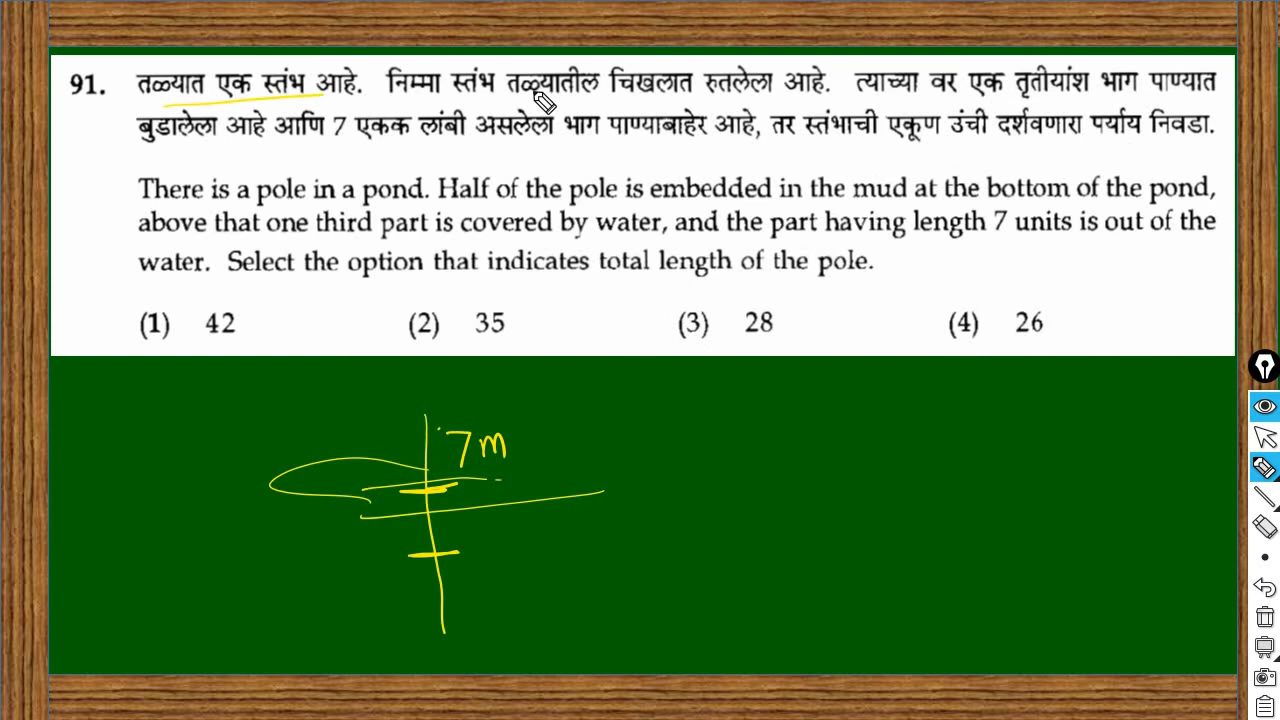 91. तळ्यात एक स्तंभ आहे. निम्मा स्तंभ तळ्यातील चिखलात रुतलेला आहे. त्याच्या वर एक तृतीयांश भाग पाण्यात
बुडालेला आहे आणि 7 एकक लांबी असलेला भाग पाण्याबाहेर आहे, तर स्तंभाची एकूण उंची दर्शवणारा पर्याय निवडा.
There is a pole in a pond. Half of the pole is embedded in the mud at the bottom of the pond,
above that one third part is covered by water, and the part having length 7 units is out of the
water. Select the option that indicates total length of the pole.
(1) 42 (2) 35 (3) 28 (4) 26
7m